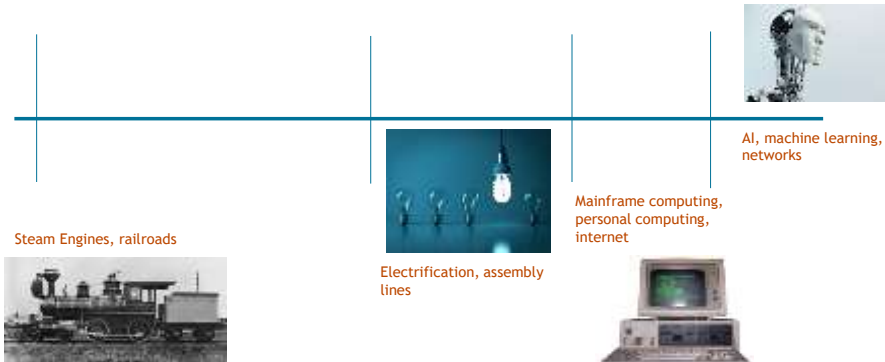 Steam Engines, railroads
Electrification, assembly
lines
Mainframe computing,
personal computing,
internet
AI, machine learning,
networks